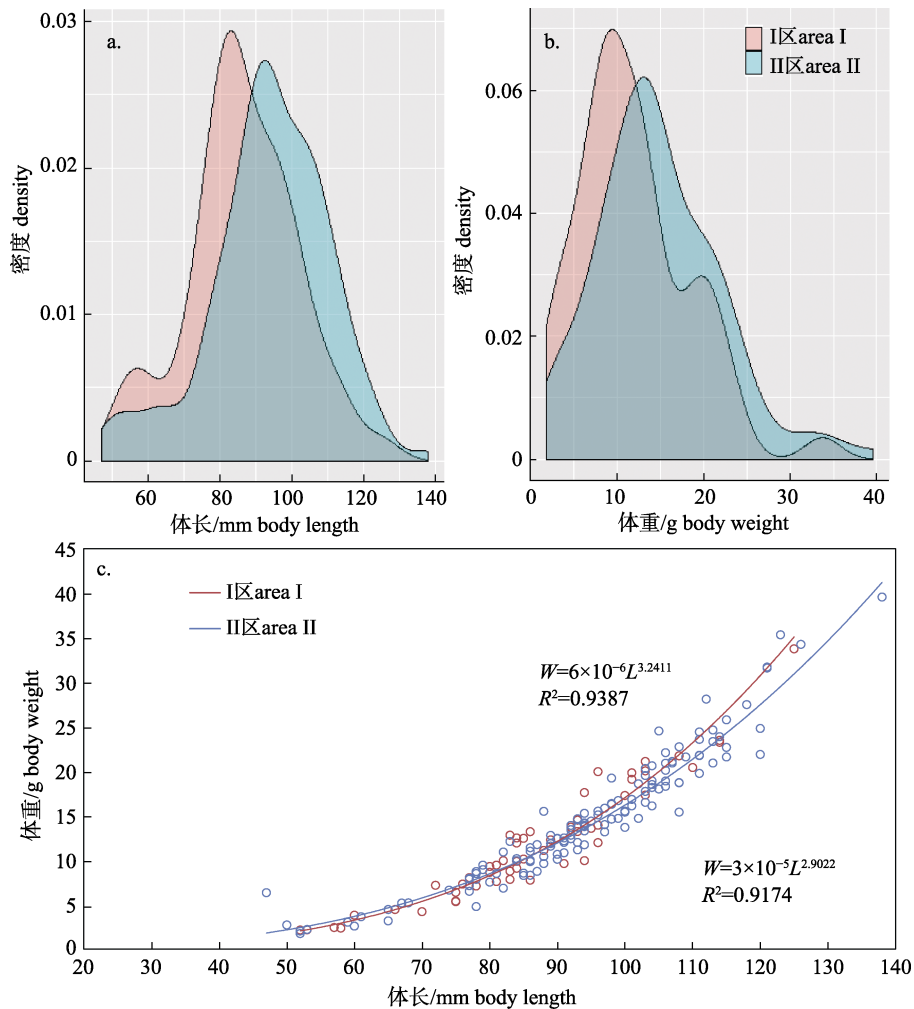 a.
0.03
0.02
0.01
0
密度 density
60 80 100 120 140
体长/mm body length
b.
I区area I
II区area II
0.06
0.04
0.02
0
密度 density
0 10 20 30 40
体重/g body weight
c.
I区area I
II区area II
45
40
35
30
25
20
15
10
5
0
体重/g body weight
W=6×10⁻⁶L³·²⁴¹¹
R²=0.9387
W=3×10⁻⁵L²·⁹⁰²²
R²=0.9174
20 30 40 50 60 70 80 90 100 110 120 130 140
体长/mm body length